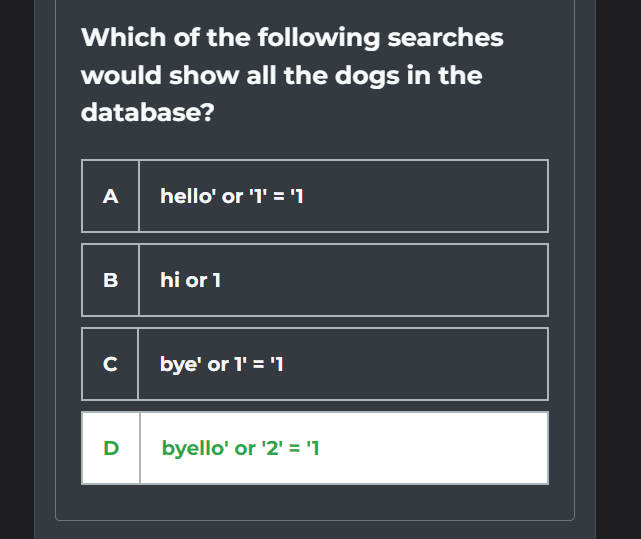 Which of the following searches
would show all the dogs in the
database?
A hello' or '1' = '1
B hi or 1
C bye' or 1' = '1
D byello' or '2' = '1